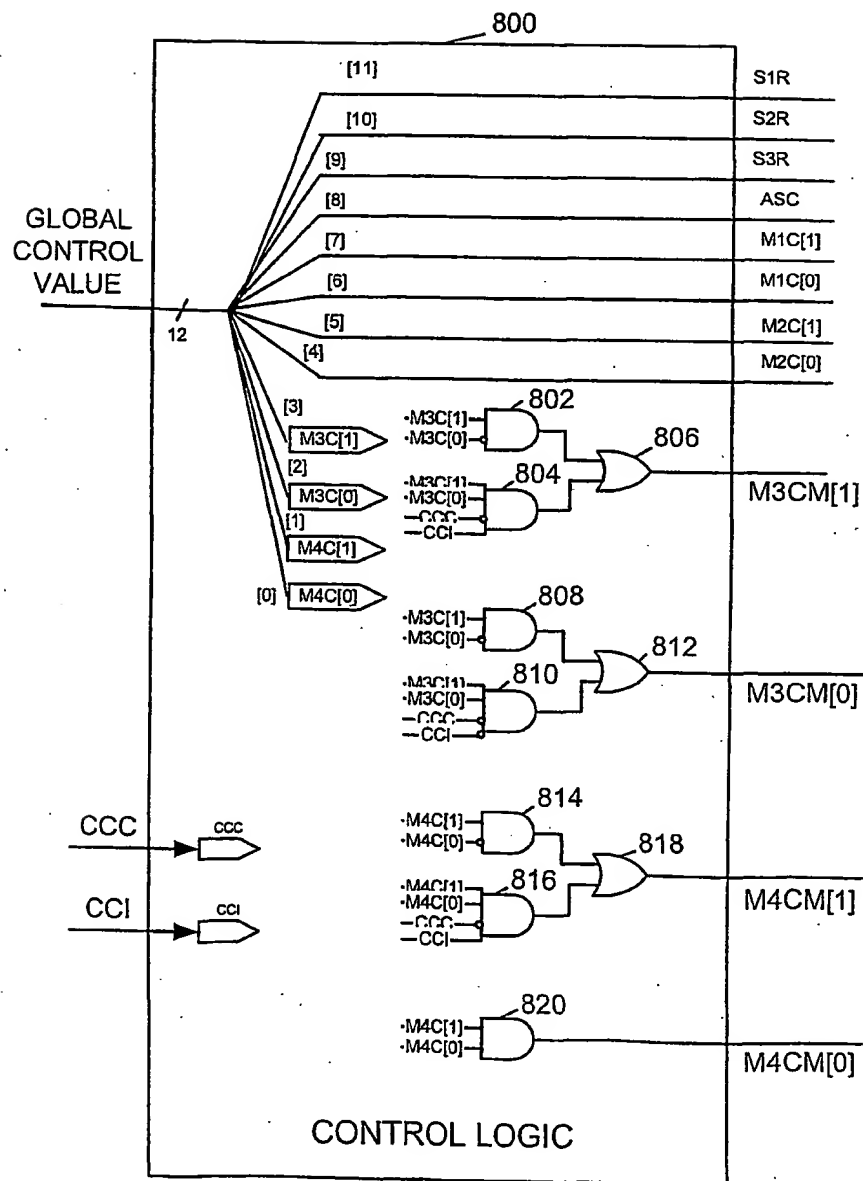 800
[11]
S1R
[10]
S2R
[9]
S3R
[8]
ASC
GLOBAL
CONTROL
VALUE
[7]
M1C[1]
[6]
M1C[0]
12
[5]
M2C[1]
[4]
M2C[0]
[3]
M3C[1]
[2]
M3C[0]
[1]
M4C[1]
[0]
M4C[0]
M3C[1]
M3C[0]
802
806
M3C[1]
M3C[0]
CCC
CCI
804
M3CM[1]
M3C[1]
M3C[0]
808
812
M3C[1]
M3C[0]
CCC
CCI
810
M3CM[0]
M4C[1]
M4C[0]
814
818
CCC
CCC
M4C[1]
M4C[0]
CCC
CCI
816
M4CM[1]
CCI
CCI
820
M4C[1]
M4C[0]
M4CM[0]
CONTROL LOGIC